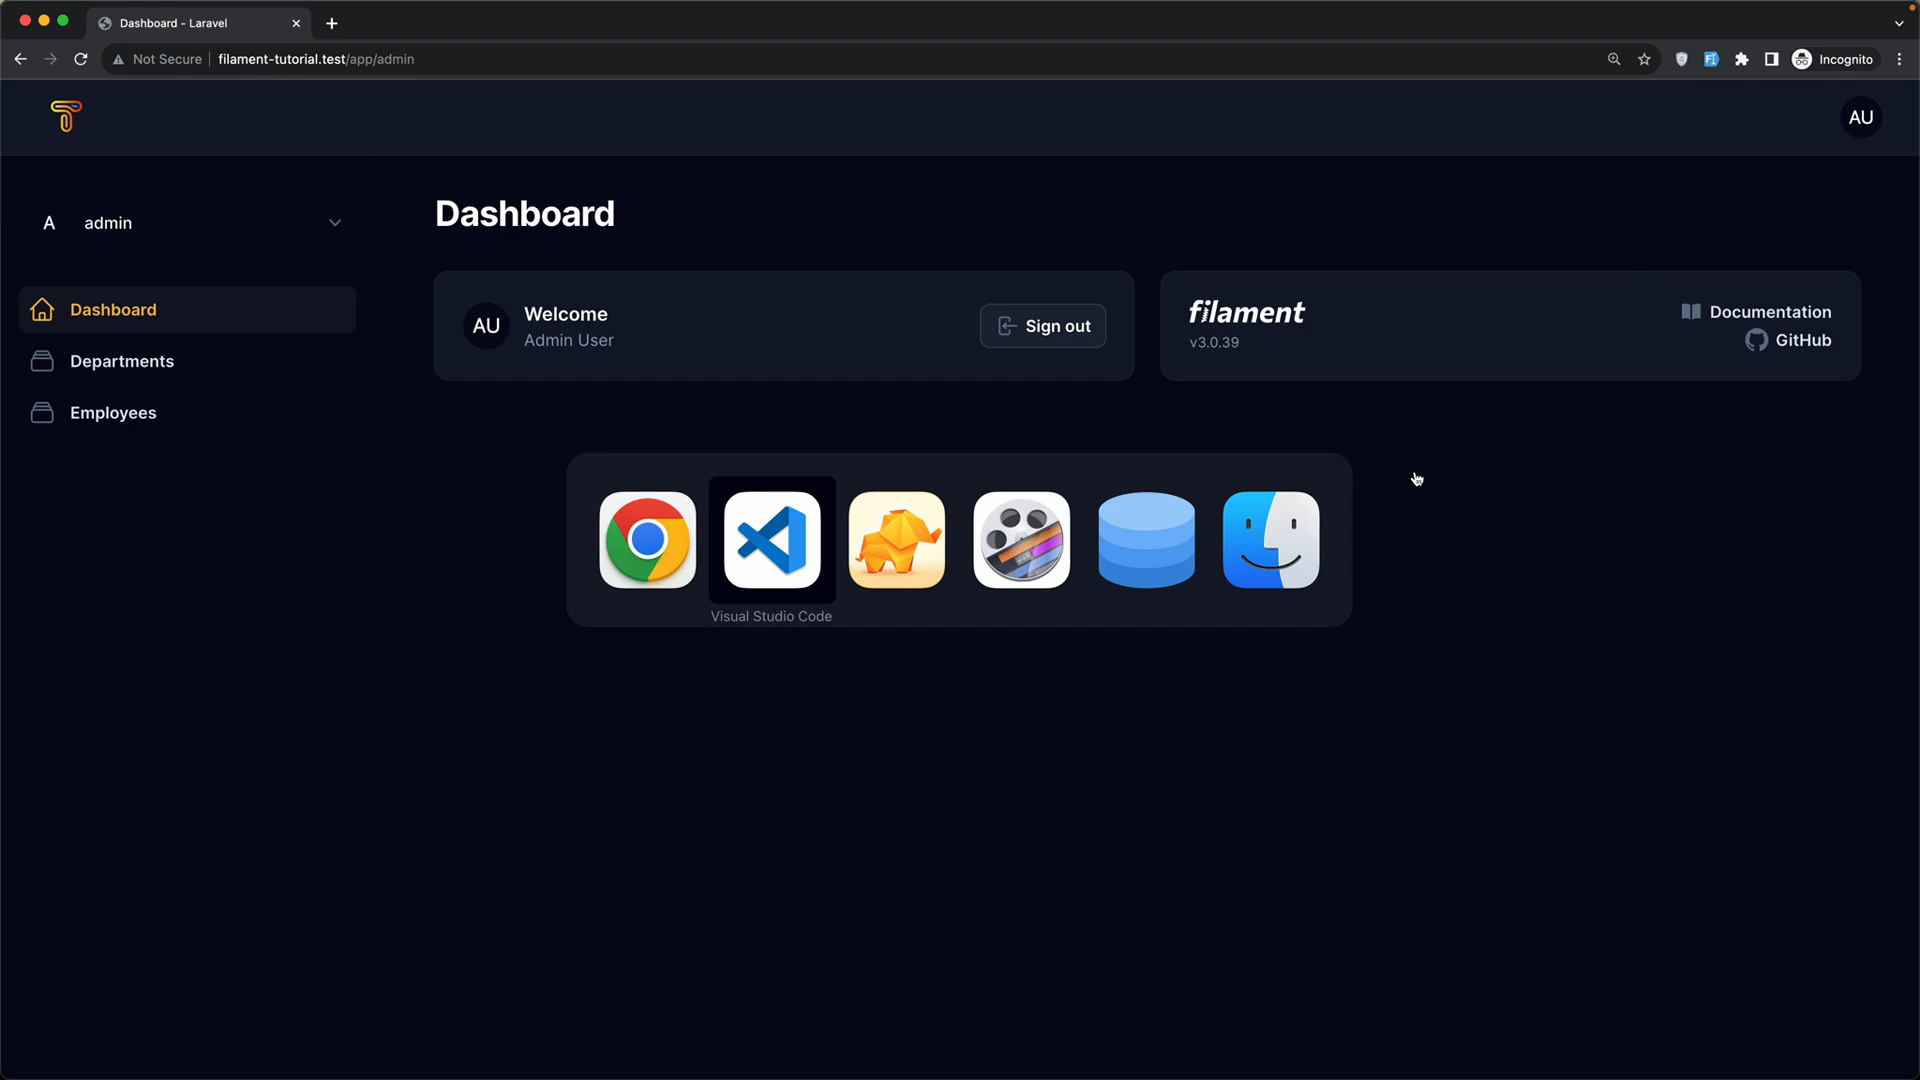 Dashboard - Laravel
Not Secure
filament-tutorial.test/app/admin
Incognito
AU
A
admin
Dashboard
Departments
Employees
Dashboard
AU
Welcome
Admin User
Sign out
filament
v3.0.39
Documentation
GitHub
Visual Studio Code